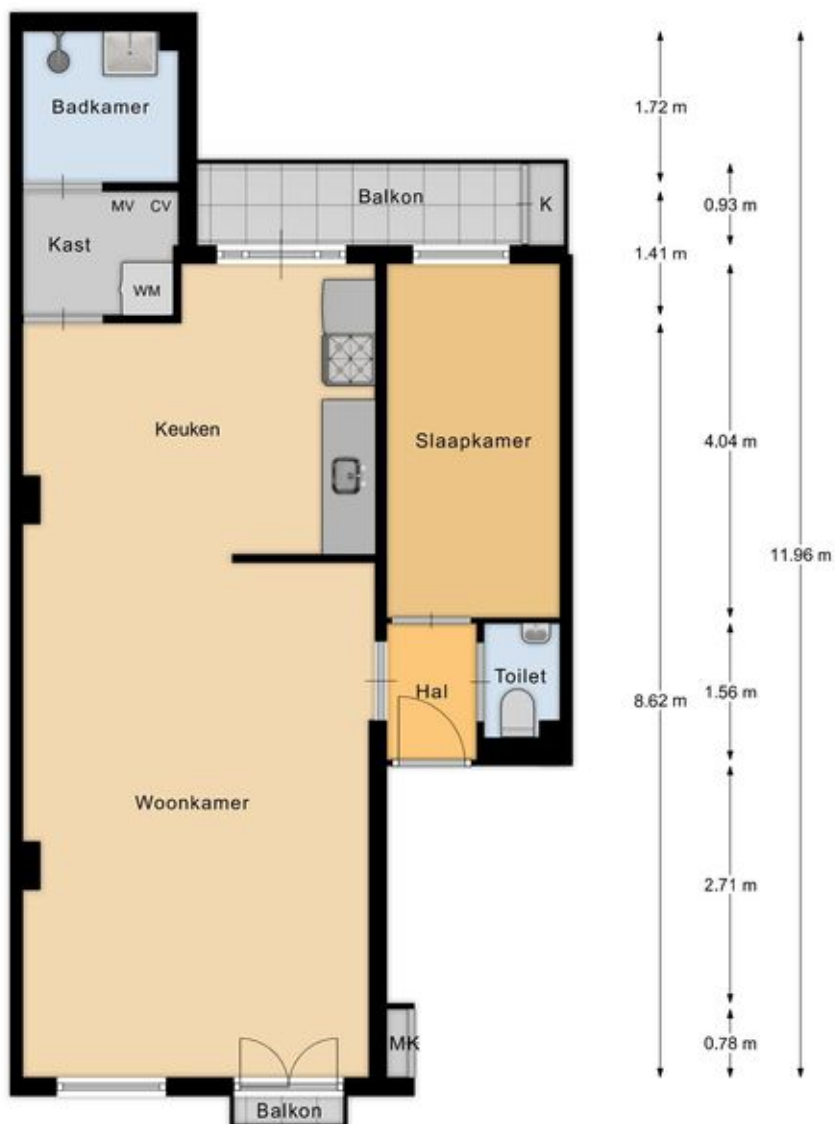 Badkamer
1.72 m
MV CV
Balkon
K
0.93 m
Kast
1.41 m
WM
Keuken
Slaapkamer
4.04 m
11.96 m
Hal
Toilet
8.62 m
1.56 m
Woonkamer
2.71 m
MK
0.78 m
Balkon